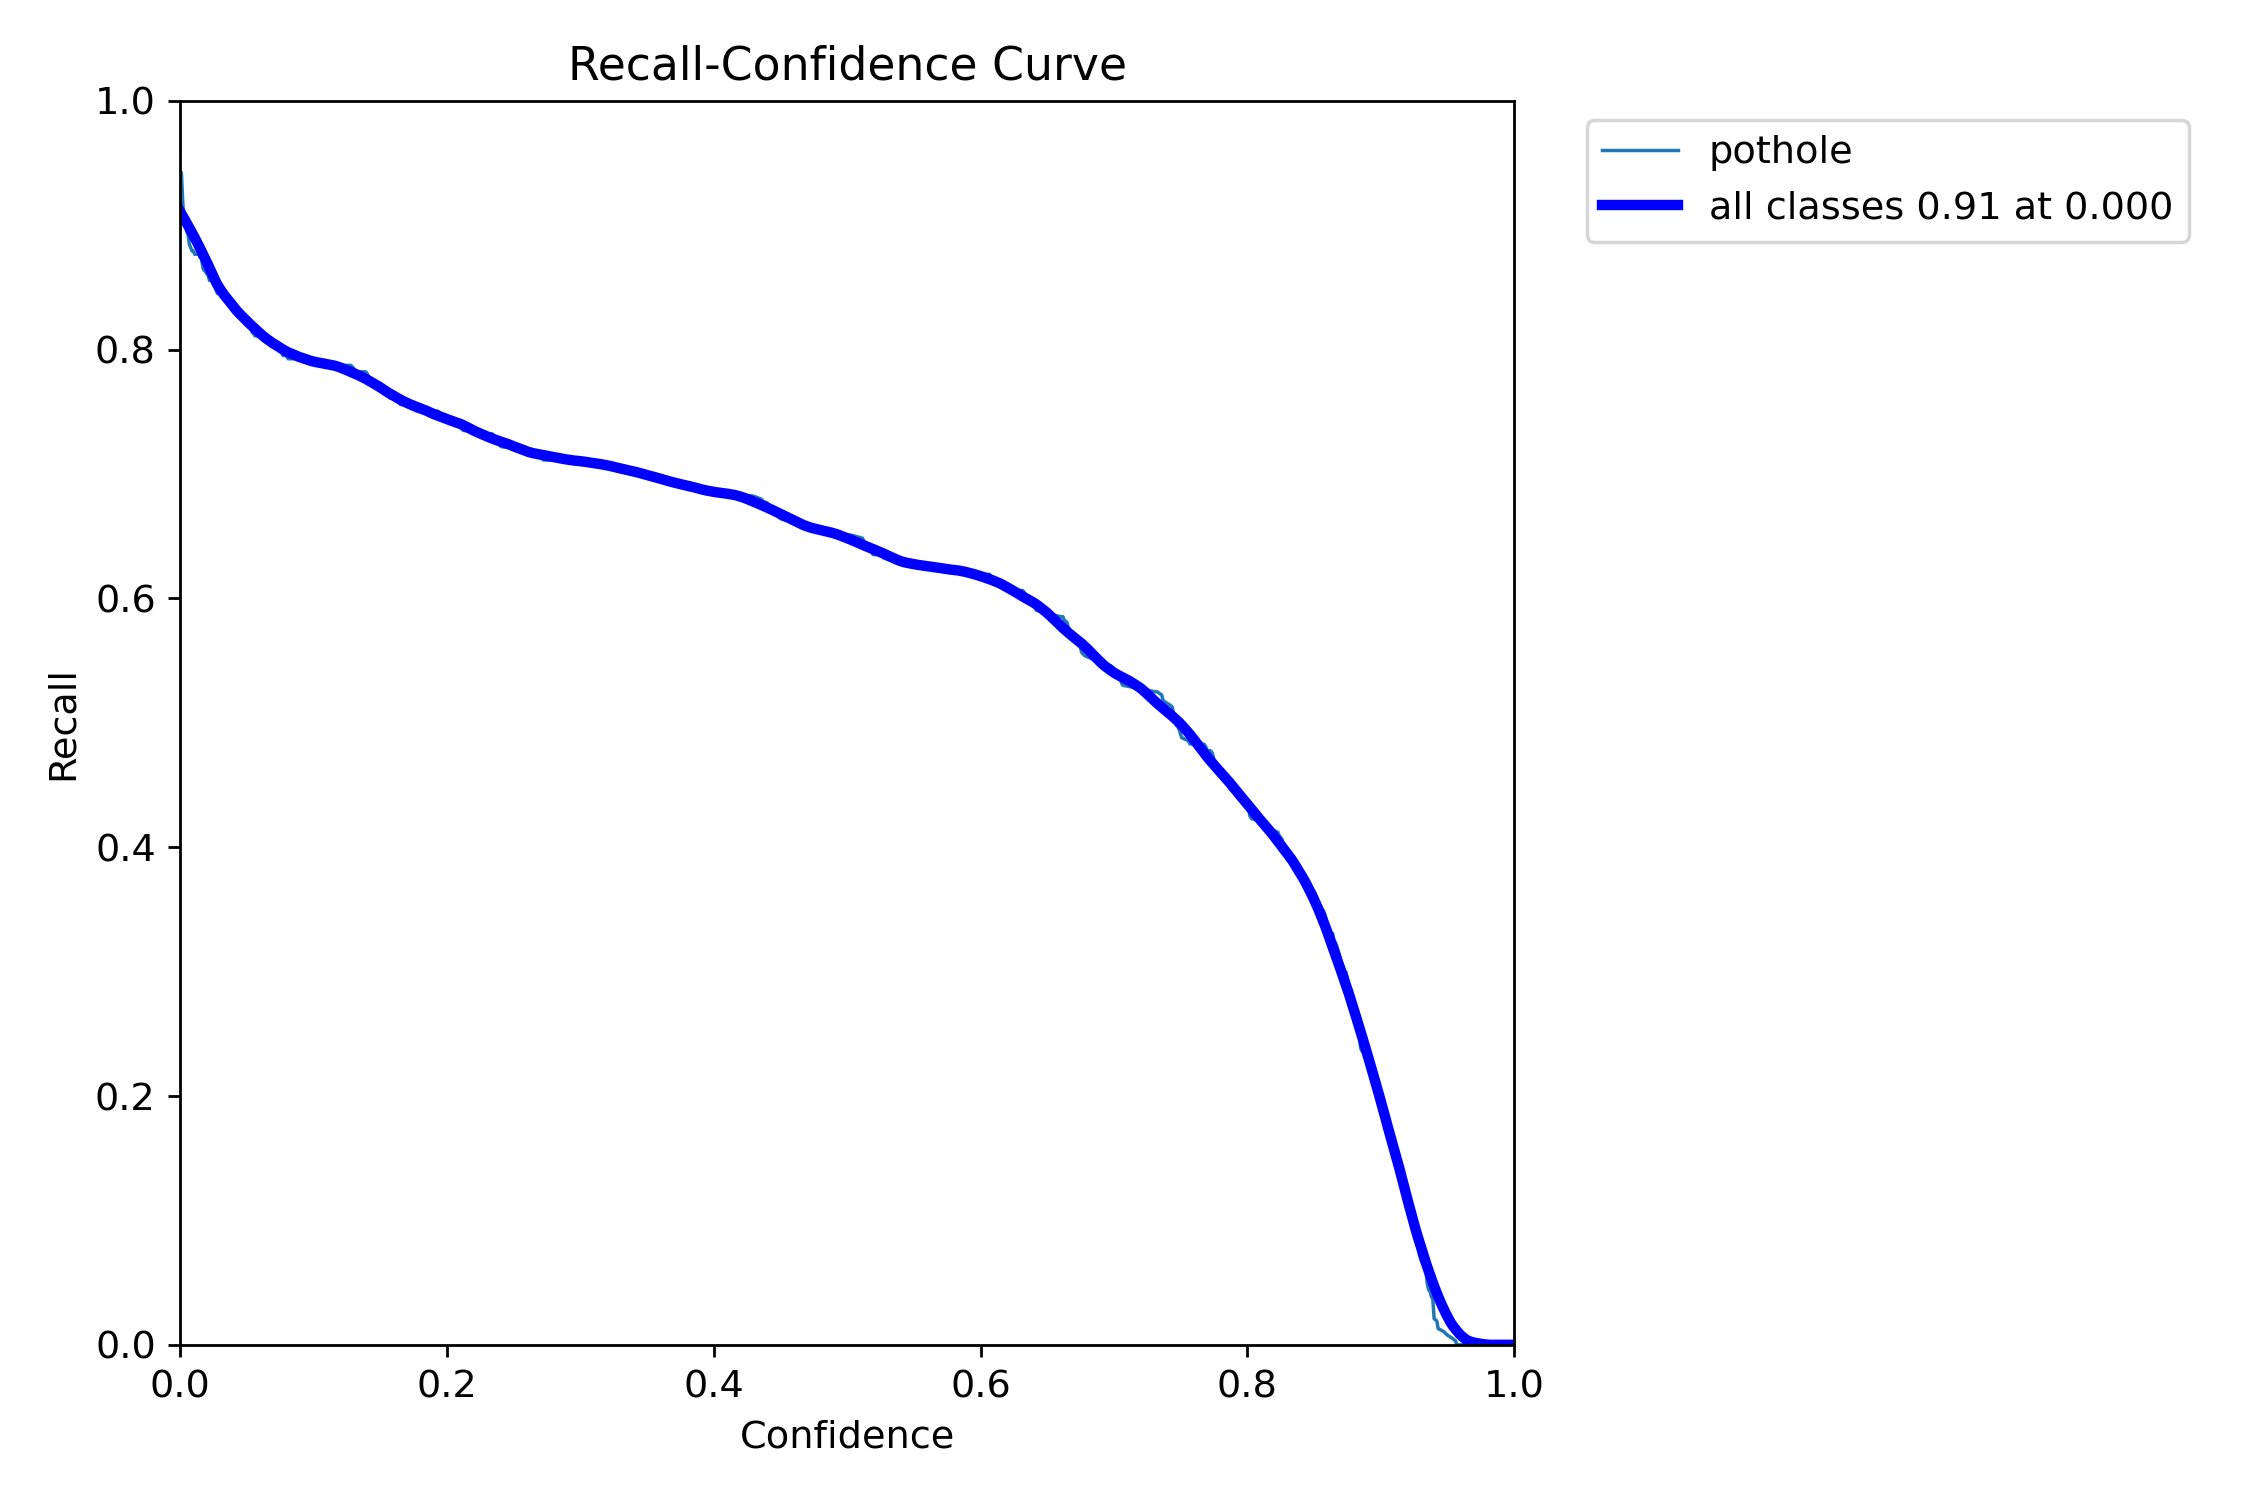 Recall-Confidence Curve
1.0
0.8
0.6
0.4
0.2
0.0
Recall
0.0 0.2 0.4 0.6 0.8 1.0
Confidence
pothole
all classes 0.91 at 0.000